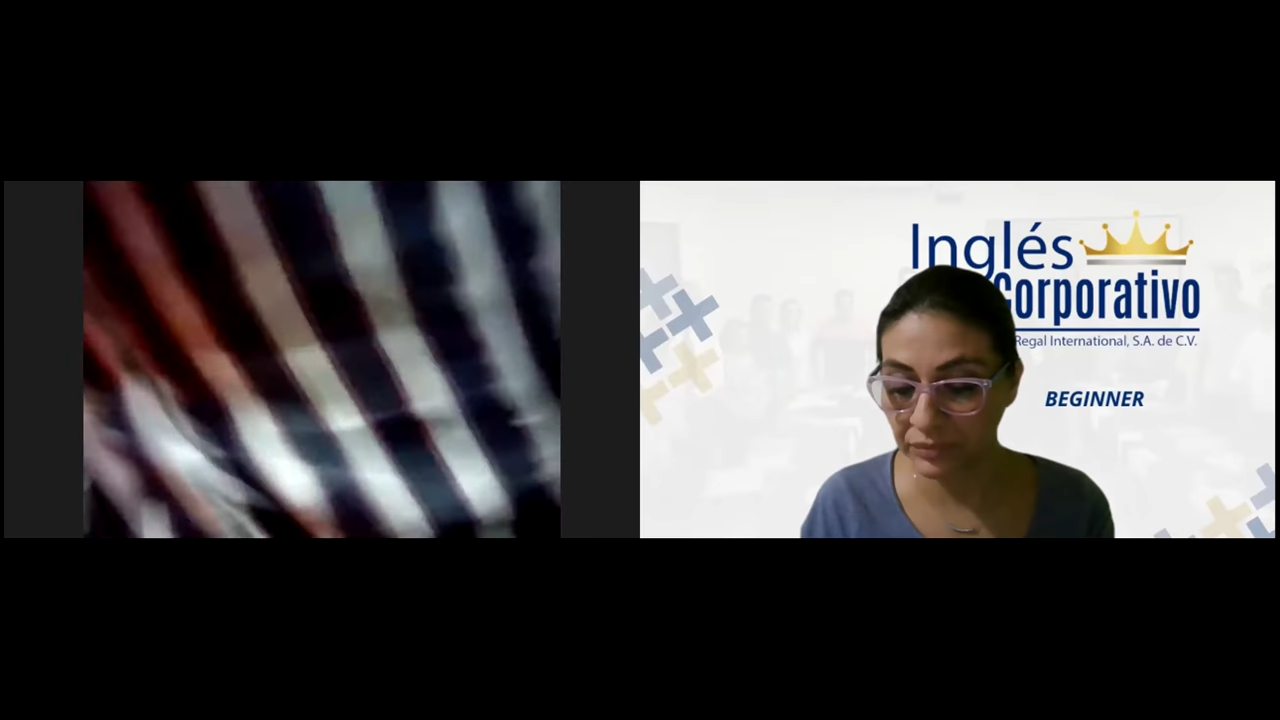 Inglés
Corporativo
Regal International, S.A. de C.V.
BEGINNER